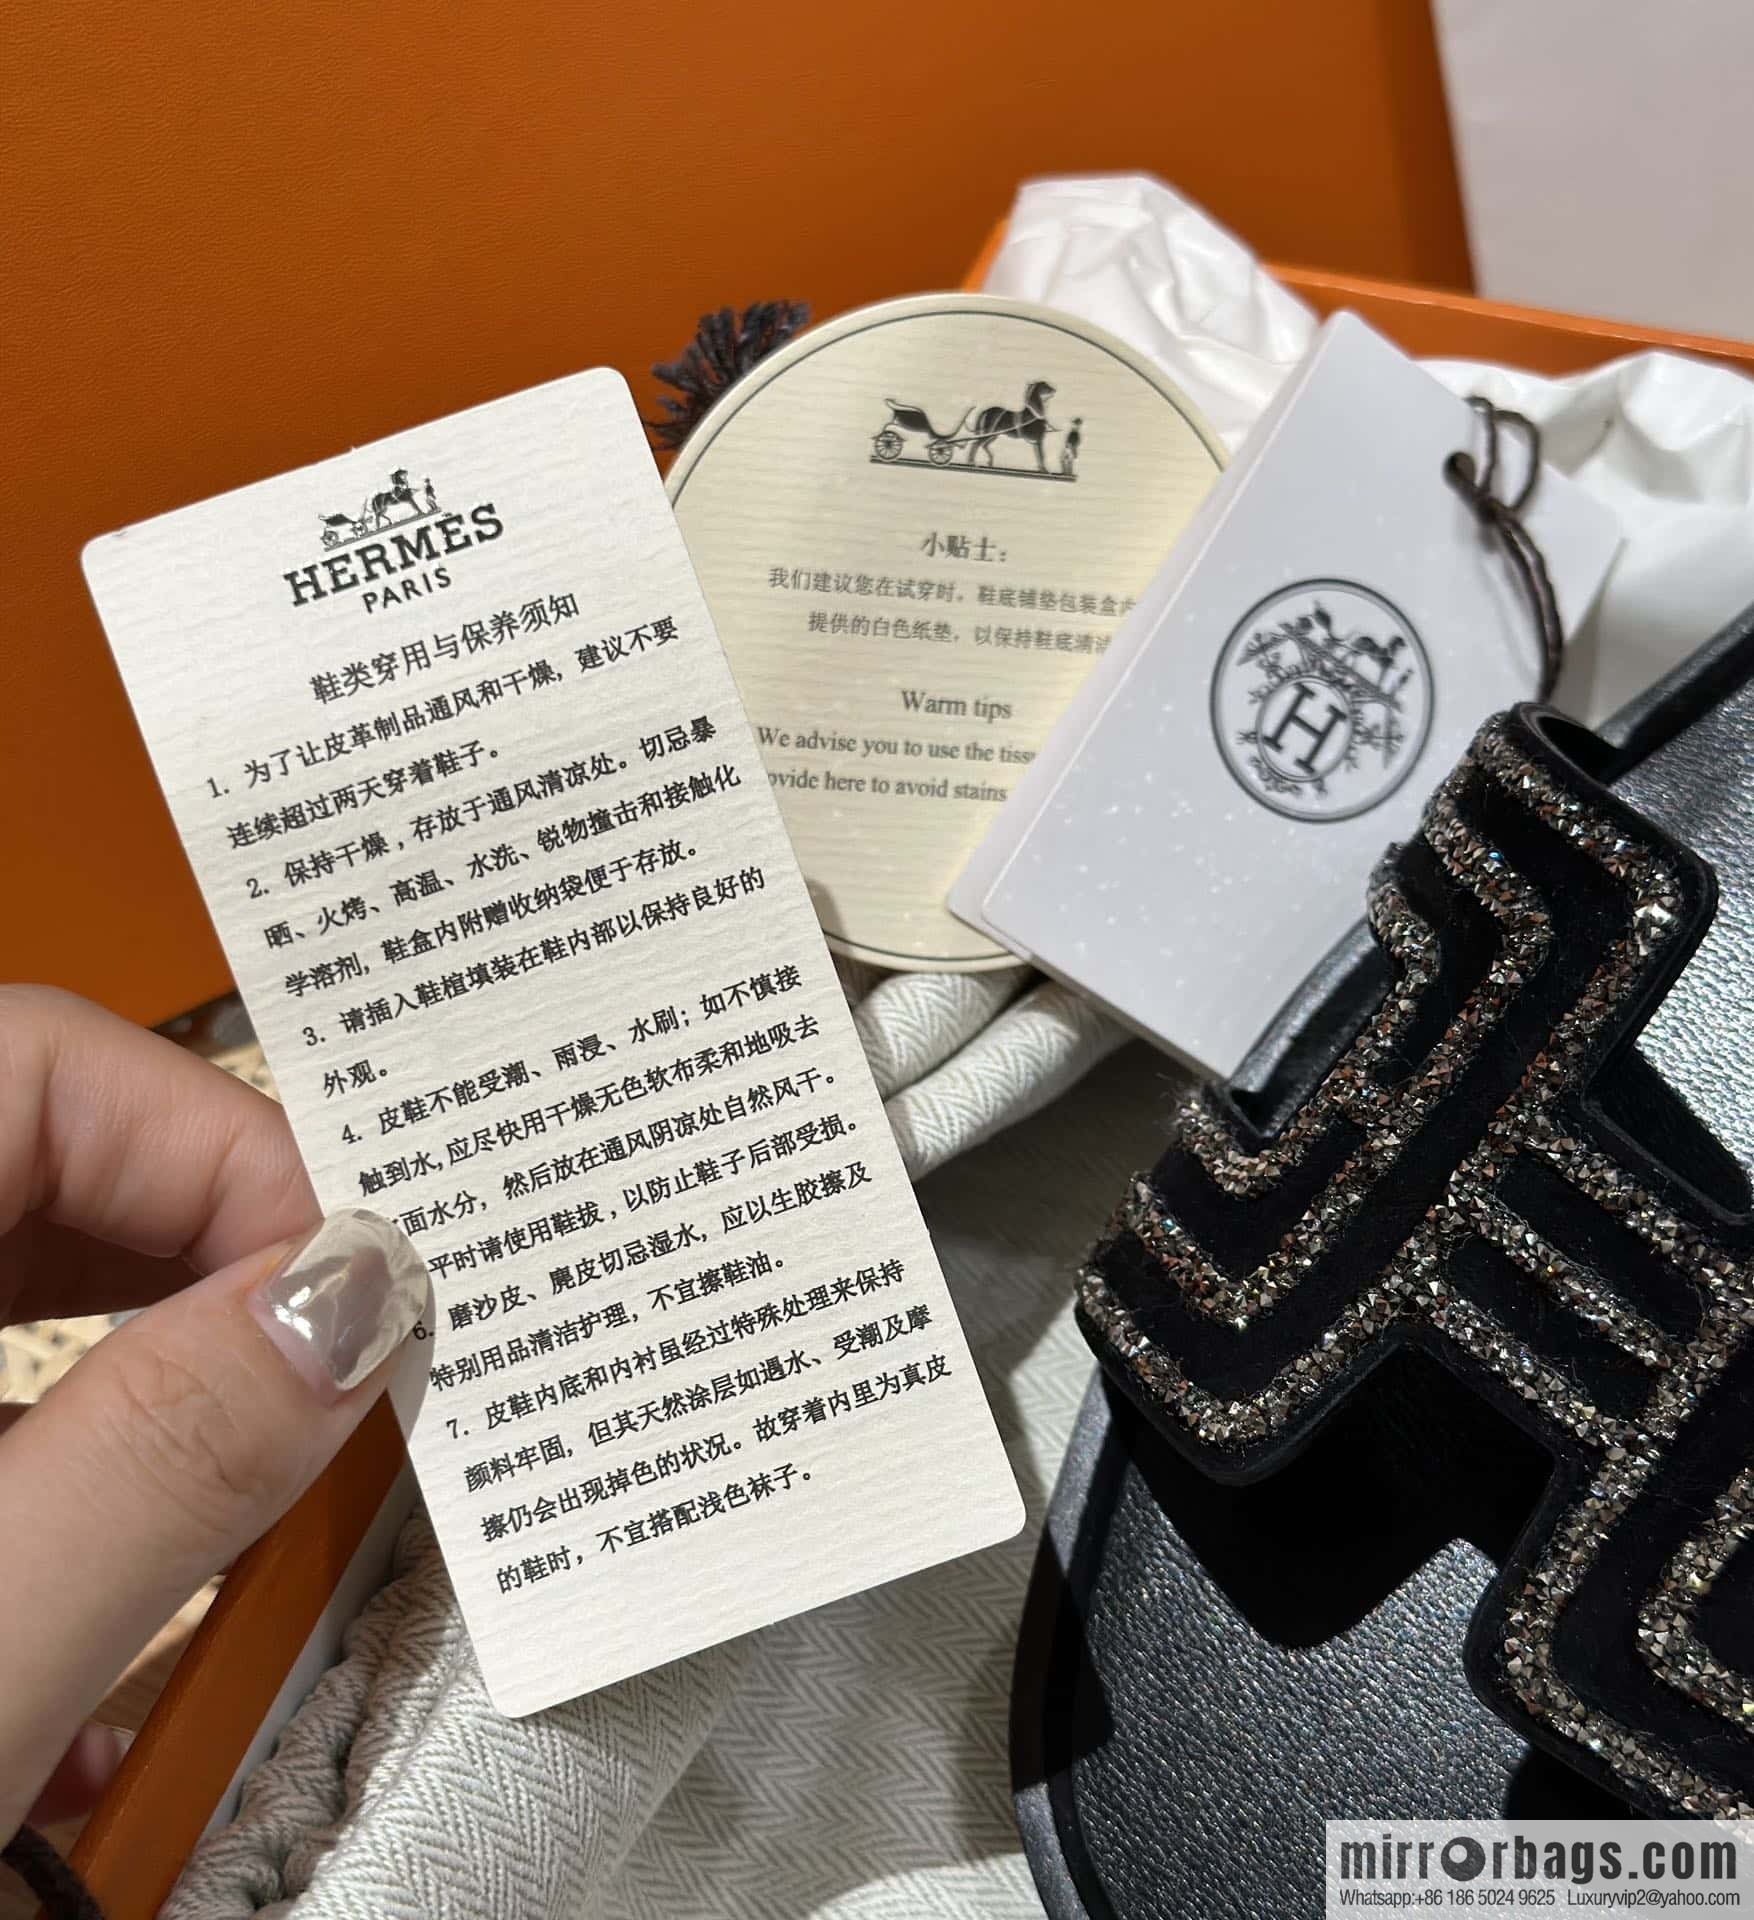 HERMÈS
PARIS
鞋类穿用与保养须知
1. 为了让皮革制品通风和干燥, 建议不要
连续超过两天穿着鞋子。
2. 保持干燥,存放于通风清凉处。切忌暴
晒、火烤、高温、水洗、锐物撞击和接触化
学溶剂, 鞋盒内附赠收纳袋便于存放。
3. 请插入鞋楦填装在鞋内部以保持良好的
外观。
4. 皮鞋不能受潮、雨浸、水刷; 如不慎接
触到水, 应尽快用干燥无色软布柔和地吸去
面水分, 然后放在通风阴凉处自然风干。
平时请使用鞋拔,以防止鞋子后部受损。
6. 磨沙皮、麂皮切忌湿水, 应以生胶擦及
特别用品清洁护理, 不宜擦鞋油。
7. 皮鞋内底和内衬虽经过特殊处理来保持
颜料牢固, 但其天然涂层如遇水、受潮及摩
擦仍会出现掉色的状况。故穿着内里为真皮
的鞋时, 不宜搭配浅色袜子。
小贴士:
我们建议您在试穿时, 鞋底铺垫包装盒内
提供的白色纸垫, 以保持鞋底清洁
Warm tips
We advise you to use the
here to avoid stains
H
mirrorbags.com
Whatsapp:+86 186 5024 9625 Luxuryvip2@yahoo.com